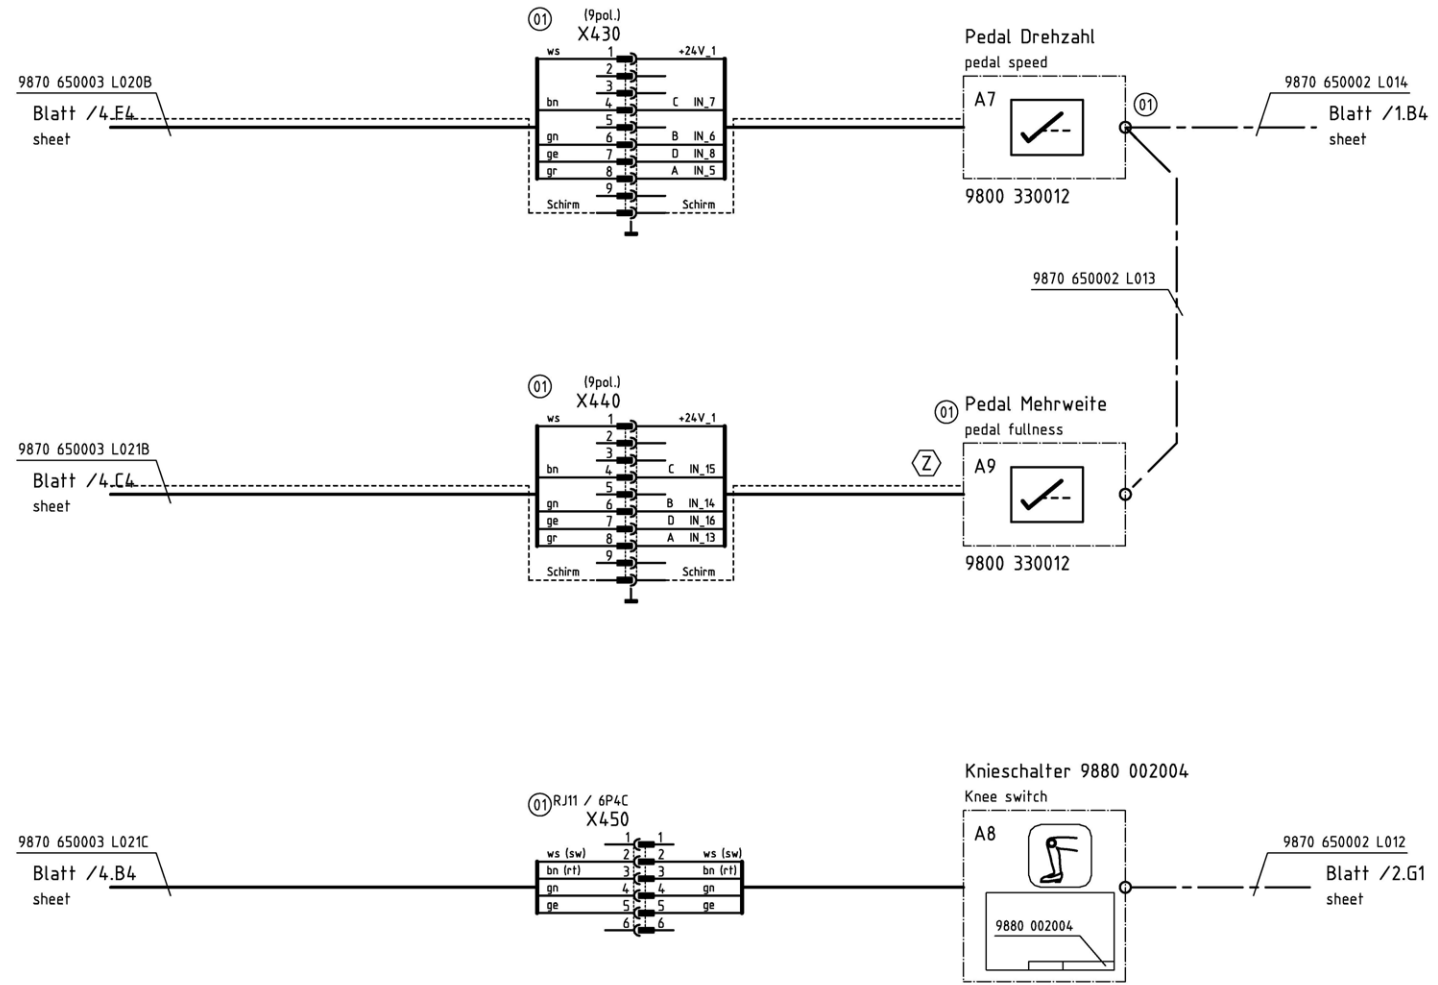 01
(9pol.)
X430
Pedal Drehzahl
pedal speed
9870 650003 L020B
Blatt /4.E4
sheet
ws 1 +24V_1
2
3
bn 4 C IN_7
5
gn 6 B IN_6
ge 7 D IN_8
gr 8 A IN_5
9
Schirm Schirm
A7
01
9870 650002 L014
Blatt /1.B4
sheet
9800 330012
9870 650002 L013
01
(9pol.)
X440
01 Pedal Mehrweite
pedal fullness
9870 650003 L021B
Blatt /4.C4
sheet
ws 1 +24V_1
2
3
bn 4 C IN_15
5
gn 6 B IN_14
ge 7 D IN_16
gr 8 A IN_13
9
Schirm Schirm
Z
A9
9800 330012
Knieschalter 9880 002004
Knee switch
01 RJ11 / 6P4C
X450
9870 650003 L021C
Blatt /4.B4
sheet
1 1
ws (sw) 2 2 ws (sw)
bn (rt) 3 3 bn (rt)
gn 4 4 gn
ge 5 5 ge
6 6
A8
9880 002004
9870 650002 L012
Blatt /2.G1
sheet